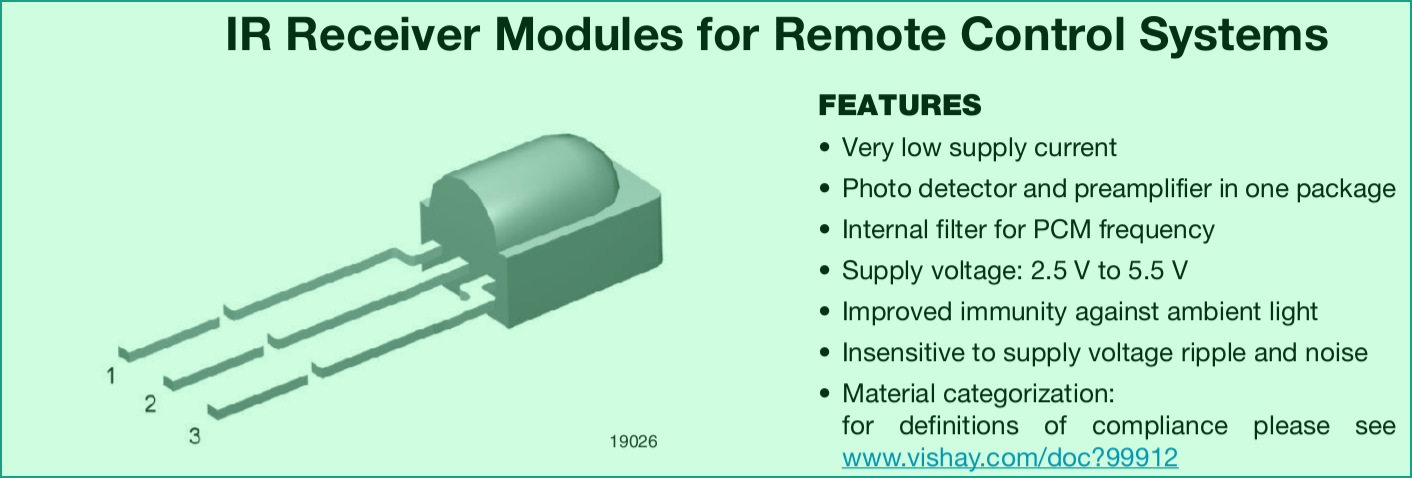 IR Receiver Modules for Remote Control Systems
1
2
3
19026
FEATURES
• Very low supply current
• Photo detector and preamplifier in one package
• Internal filter for PCM frequency
• Supply voltage: 2.5 V to 5.5 V
• Improved immunity against ambient light
• Insensitive to supply voltage ripple and noise
• Material categorization:
for definitions of compliance please see
www.vishay.com/doc?99912